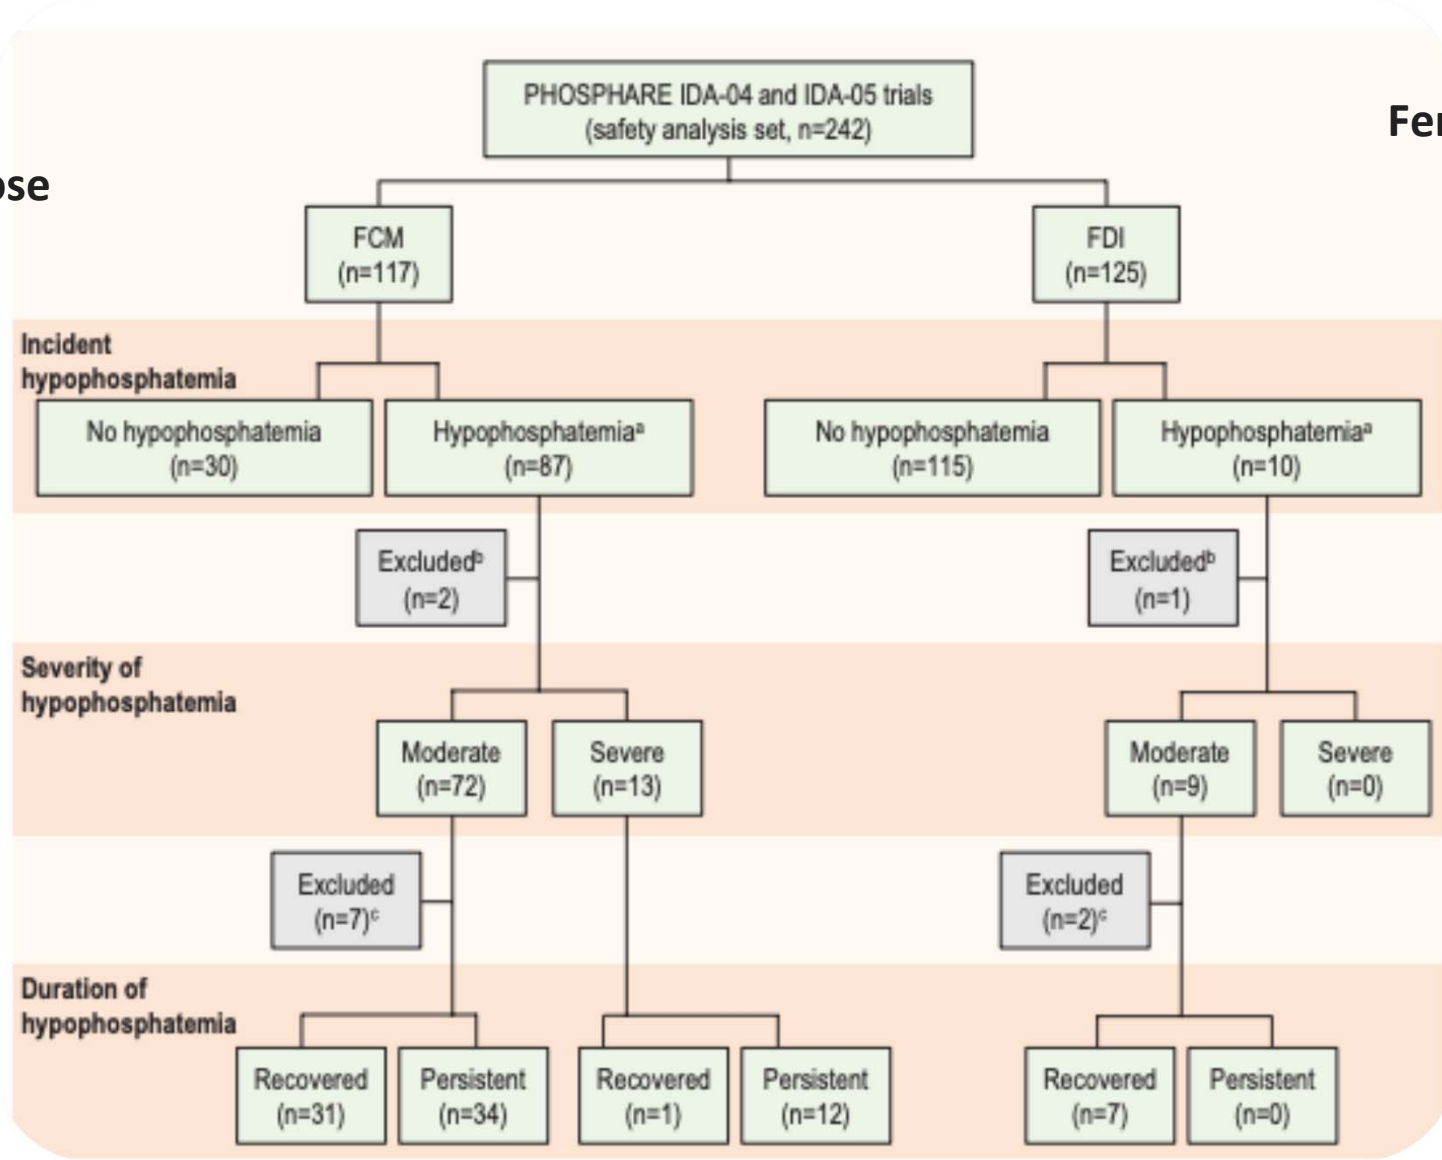 PHOSPHARE IDA-04 and IDA-05 trials
(safety analysis set, n=242)
Fer
ose
FCM
(n=117)
FDI
(n=125)
Incident
hypophosphatemia
No hypophosphatemia
(n=30)
Hypophosphatemiaᵃ
(n=87)
No hypophosphatemia
(n=115)
Hypophosphatemiaᵃ
(n=10)
Excludedᵇ
(n=2)
Excludedᵇ
(n=1)
Severity of
hypophosphatemia
Moderate
(n=72)
Severe
(n=13)
Moderate
(n=9)
Severe
(n=0)
Excluded
(n=7)ᶜ
Excluded
(n=2)ᶜ
Duration of
hypophosphatemia
Recovered
(n=31)
Persistent
(n=34)
Recovered
(n=1)
Persistent
(n=12)
Recovered
(n=7)
Persistent
(n=0)